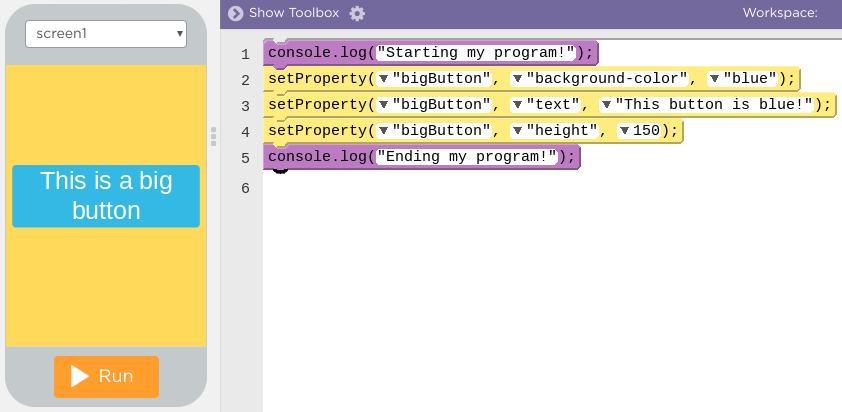 screen1
This is a big
button
Run
Show Toolbox
Workspace:
1 console.log("Starting my program!");
2 setProperty(▼"bigButton", ▼"background-color", ▼"blue");
3 setProperty(▼"bigButton", ▼"text", ▼"This button is blue!");
4 setProperty(▼"bigButton", ▼"height", ▼150);
5 console.log("Ending my program!");
6